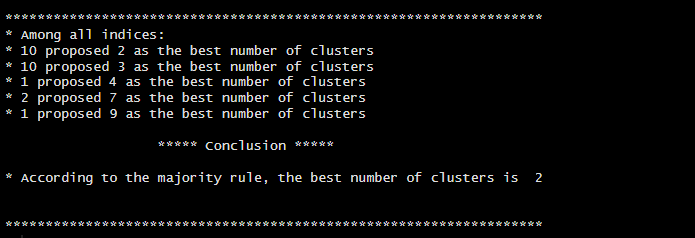 *******************************************************************
* Among all indices:
* 10 proposed 2 as the best number of clusters
* 10 proposed 3 as the best number of clusters
* 1 proposed 4 as the best number of clusters
* 2 proposed 7 as the best number of clusters
* 1 proposed 9 as the best number of clusters
***** Conclusion *****
* According to the majority rule, the best number of clusters is 2
*******************************************************************